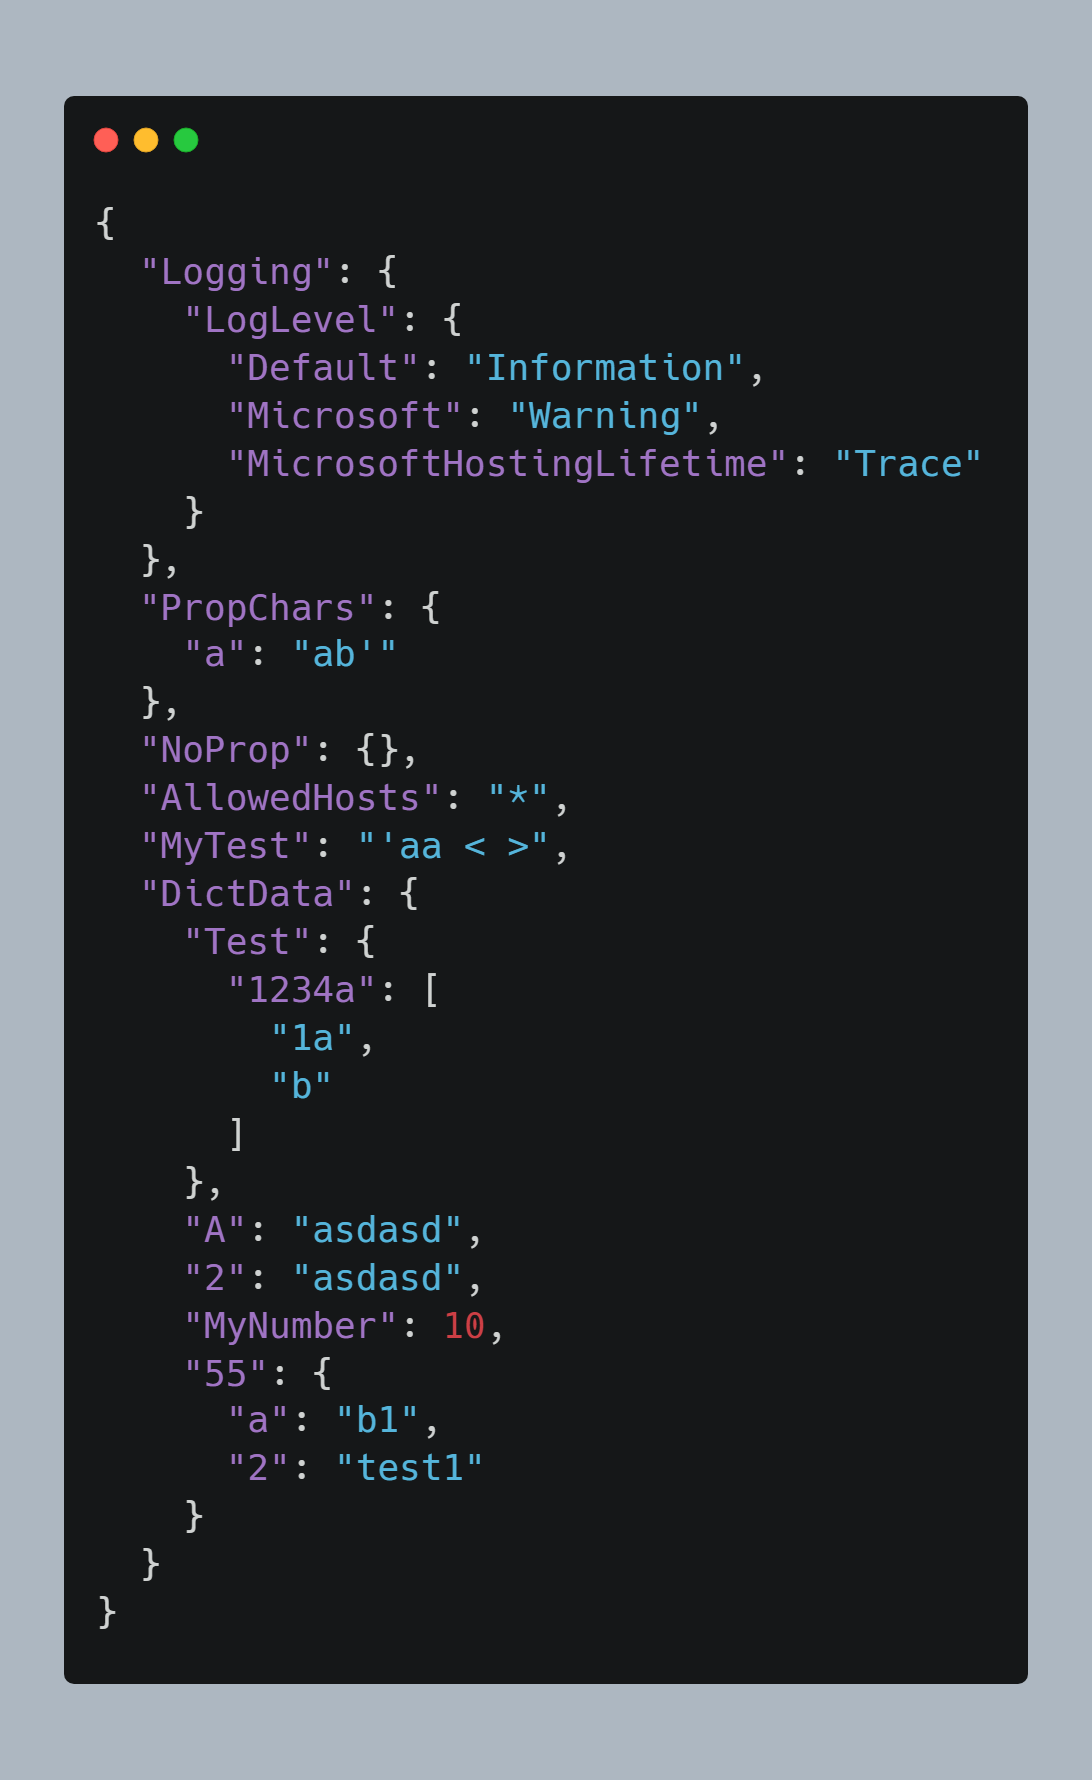 {
  "Logging": {
    "LogLevel": {
      "Default": "Information",
      "Microsoft": "Warning",
      "MicrosoftHostingLifetime": "Trace"
    }
  },
  "PropChars": {
    "a": "ab'"
  },
  "NoProp": {},
  "AllowedHosts": "*",
  "MyTest": "'aa < >",
  "DictData": {
    "Test": {
      "1234a": [
        "1a",
        "b"
      ]
    },
    "A": "asdasd",
    "2": "asdasd",
    "MyNumber": 10,
    "55": {
      "a": "b1",
      "2": "test1"
    }
  }
}